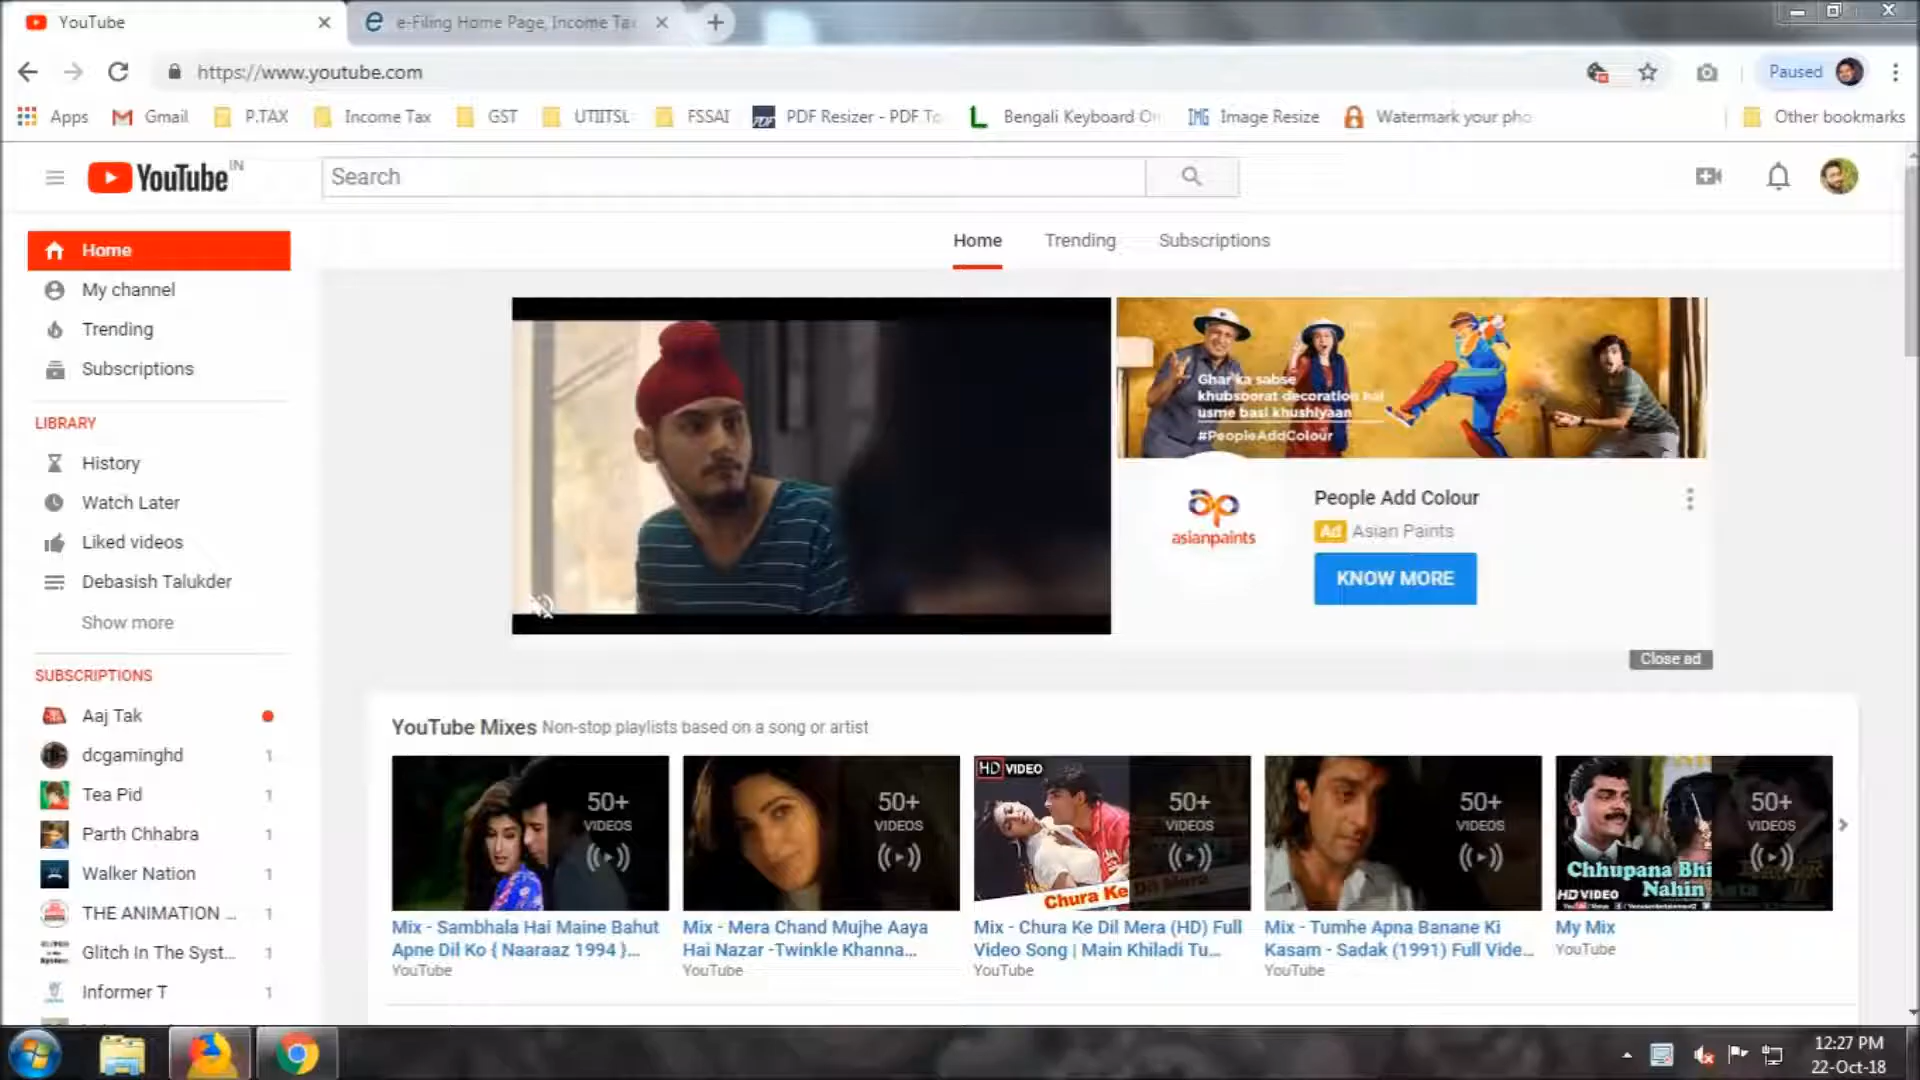 YouTube
e-Filing Home Page, Income Tax
https://www.youtube.com
Paused
Apps
Gmail
P.TAX
Income Tax
GST
UTIITSL
FSSAI
PDF Resizer - PDF To
Bengali Keyboard On
IMG Image Resize
Watermark your pho
Other bookmarks
YouTube IN
Search
Home
My channel
Trending
Subscriptions
LIBRARY
History
Watch Later
Liked videos
Debasish Talukder
Show more
SUBSCRIPTIONS
Aaj Tak
dcgaminghd 1
Tea Pid 1
Parth Chhabra 1
Walker Nation 1
THE ANIMATION ... 1
Glitch In The Syst... 1
Informer T 1
Home Trending Subscriptions
Ghar ka sabse
khubsoorat decoration hai
usme basi khushiyaan
#PeopleAddColour
asianpaints
People Add Colour
Ad Asian Paints
KNOW MORE
Close ad
YouTube Mixes Non-stop playlists based on a song or artist
50+
VIDEOS
Mix - Sambhala Hai Maine Bahut
Apne Dil Ko { Naaraaz 1994 }...
YouTube
50+
VIDEOS
Mix - Mera Chand Mujhe Aaya
Hai Nazar -Twinkle Khanna...
YouTube
HD VIDEO
50+
VIDEOS
Chura Ke Dil Mera
Mix - Chura Ke Dil Mera (HD) Full
Video Song | Main Khiladi Tu...
YouTube
50+
VIDEOS
Mix - Tumhe Apna Banane Ki
Kasam - Sadak (1991) Full Vide...
YouTube
50+
VIDEOS
Chhupana Bhi
Nahin Aata
HD VIDEO
My Mix
YouTube
12:27 PM
22-Oct-18